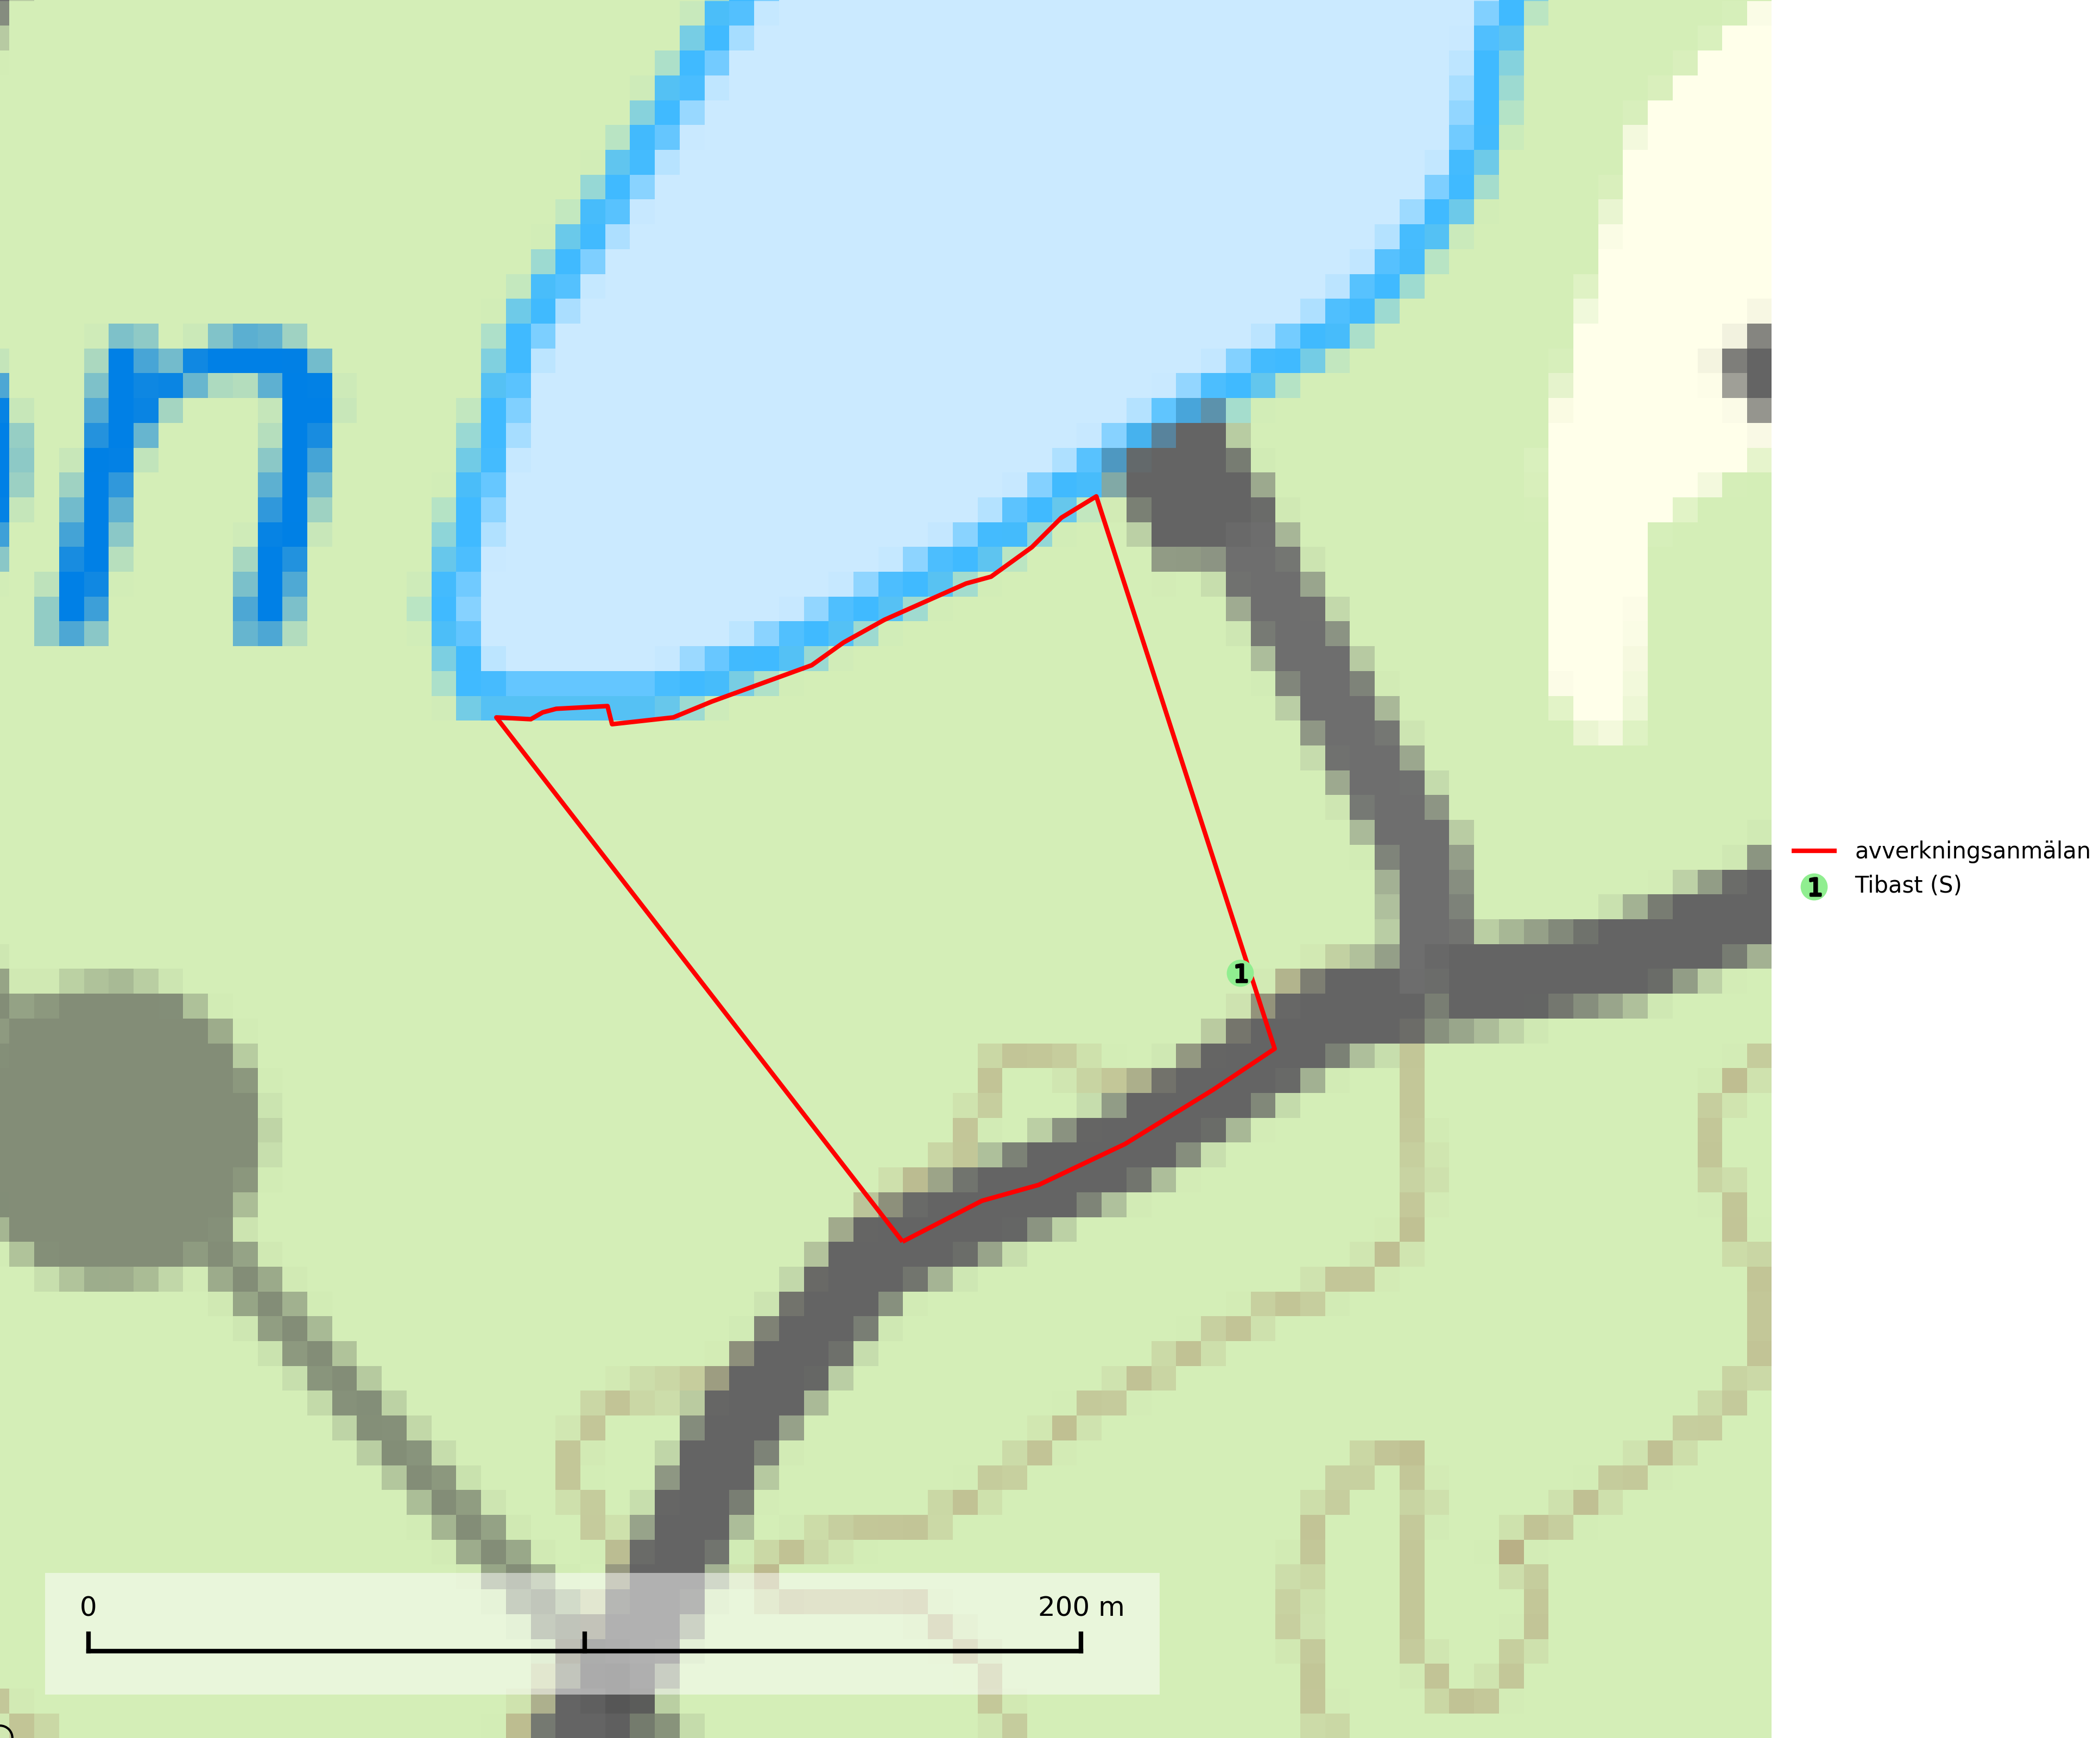 n
1
avverkningsanmälan
1 Tibast (S)
0 200 m